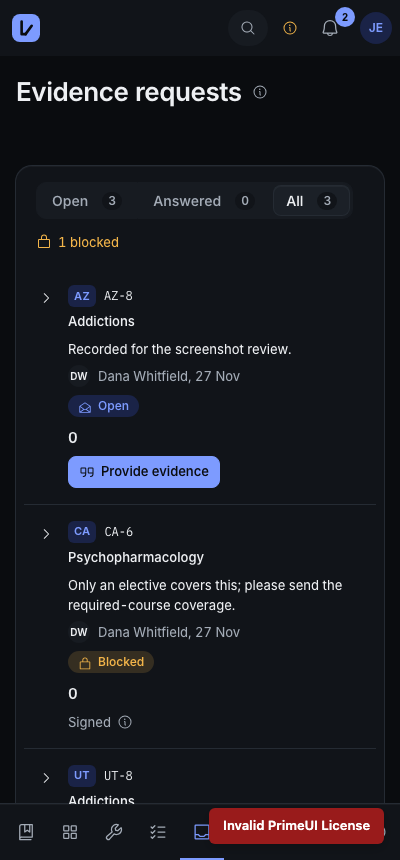 2
JE
Evidence requests
Open 3 Answered 0 All 3
1 blocked
AZ AZ-8
Addictions
Recorded for the screenshot review.
DW Dana Whitfield, 27 Nov
Open
0
Provide evidence
CA CA-6
Psychopharmacology
Only an elective covers this; please send the
required-course coverage.
DW Dana Whitfield, 27 Nov
Blocked
0
Signed
UT UT-8
Addictions
Invalid PrimeUI License